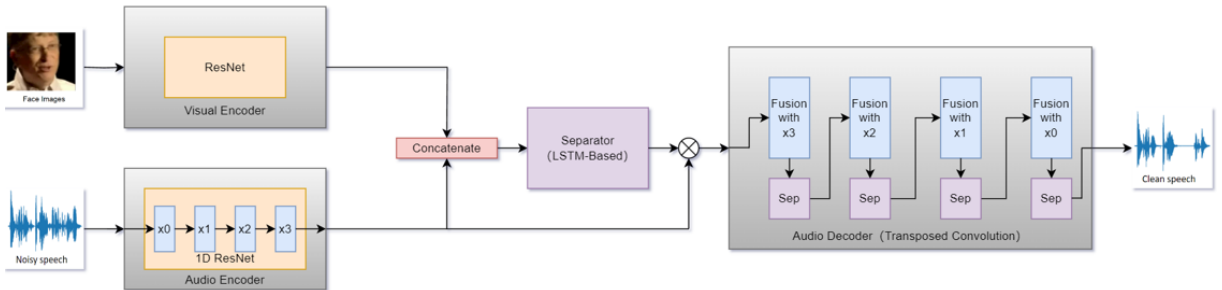 Face Images
ResNet
Visual Encoder
Noisy speech
x0
x1
x2
x3
1D ResNet
Audio Encoder
Concatenate
Separator
(LSTM-Based)
Fusion
with
x3
Fusion
with
x2
Fusion
with
x1
Fusion
with
x0
Sep
Sep
Sep
Sep
Audio Decoder (Transposed Convolution)
Clean speech